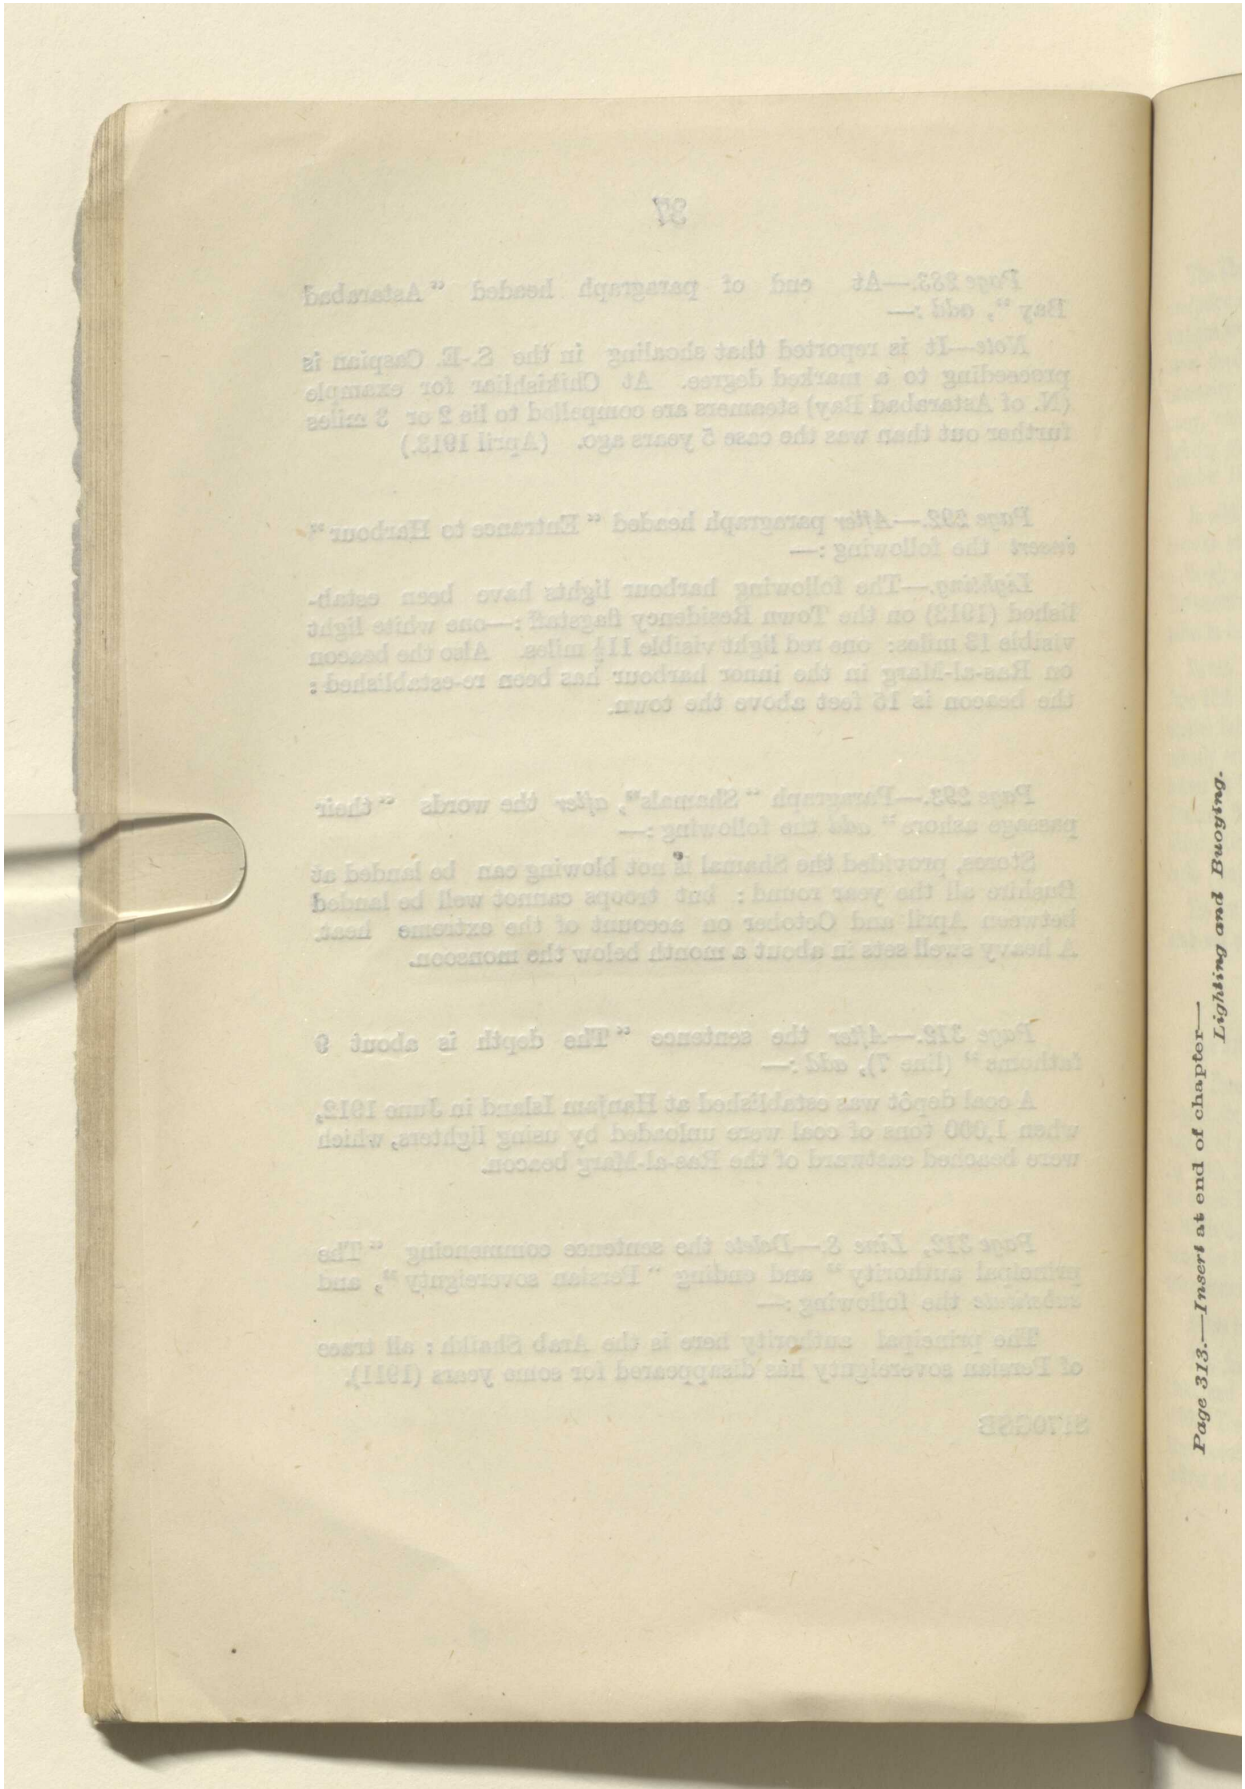 37
Page 283.—At end of paragraph headed “Astarabad
Bay”, add :—
Note—It is reported that shoaling in the S.-E. Caspian is
proceeding to a marked degree. At Chikishliar for example
(N. of Astarabad Bay) steamers are compelled to lie 2 or 3 miles
further out than was the case 5 years ago. (April 1913.)
Page 292.—After paragraph headed “Entrance to Harbour”
insert the following :—
Lighting.—The following harbour lights have been estab-
lished (1913) on the Town Residency flagstaff :—one white light
visible 13 miles: one red light visible 11½ miles. Also the beacon
on Ras-al-Marg in the inner harbour has been re-established:
the beacon is 15 feet above the town.
Page 293.—Paragraph “Shamals”, after the words “their
passage ashore” add the following :—
Stores, provided the Shamal is not blowing can be landed at
Bushire all the year round : but troops cannot well be landed
between April and October on account of the extreme heat.
A heavy swell sets in about a month below the monsoon.
Page 312.—After the sentence “The depth is about 9
fathoms” (line 7), add :—
A coal depôt was established at Hanjam Island in June 1912,
when 1,000 tons of coal were unloaded by using lighters, which
were beached eastward of the Ras-al-Marg beacon.
Page 312, Line 8.—Delete the sentence commencing “The
principal authority” and ending “Persian sovereignty”, and
substitute the following :—
The principal authority here is the Arab Shaikh : all trace
of Persian sovereignty has disappeared for some years (1911).
Page 313.—Insert at end of chapter—
Lighting and Buoying.